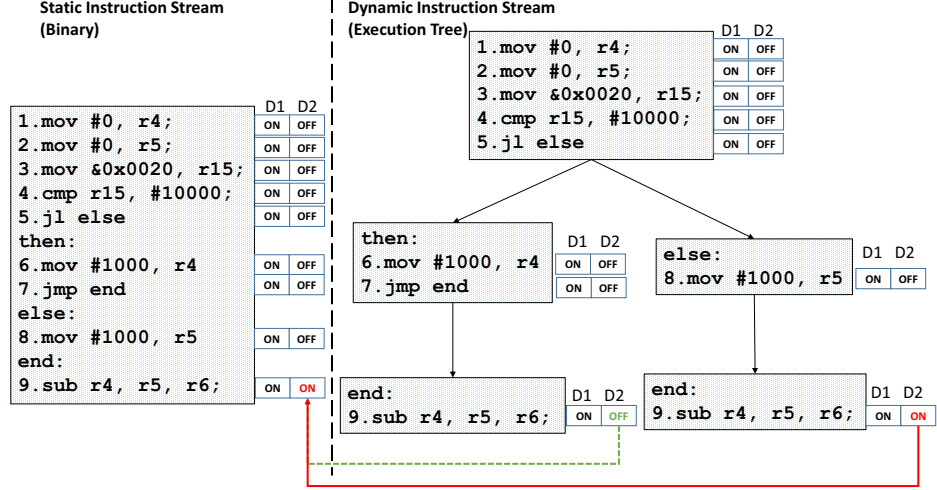 Static Instruction Stream
(Binary)
D1 D2
1.mov #0, r4; ON OFF
2.mov #0, r5; ON OFF
3.mov &0x0020, r15; ON OFF
4.cmp r15, #10000; ON OFF
5.jl else ON OFF
then:
6.mov #1000, r4 ON OFF
7.jmp end ON OFF
else:
8.mov #1000, r5 ON OFF
end:
9.sub r4, r5, r6; ON ON
Dynamic Instruction Stream
(Execution Tree)
D1 D2
1.mov #0, r4; ON OFF
2.mov #0, r5; ON OFF
3.mov &0x0020, r15; ON OFF
4.cmp r15, #10000; ON OFF
5.jl else ON OFF
then: D1 D2
6.mov #1000, r4 ON OFF
7.jmp end ON OFF
else: D1 D2
8.mov #1000, r5 ON OFF
end: D1 D2
9.sub r4, r5, r6; ON OFF
end: D1 D2
9.sub r4, r5, r6; ON ON